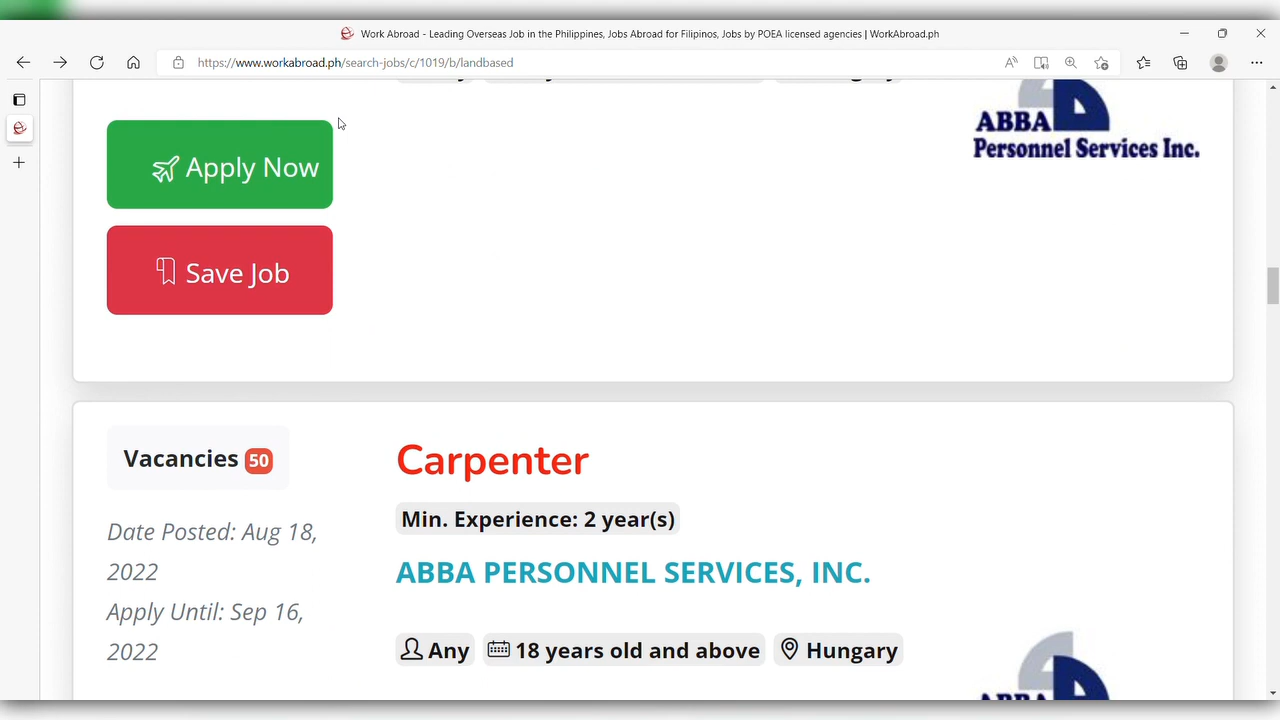 Work Abroad - Leading Overseas Job in the Philippines, Jobs Abroad for Filipinos, Jobs by POEA licensed agencies | WorkAbroad.ph
https://www.workabroad.ph/search-jobs/c/1019/b/landbased
ABBA
Personnel Services Inc.
Apply Now
Save Job
Vacancies 50
Carpenter
Min. Experience: 2 year(s)
Date Posted: Aug 18,
2022
ABBA PERSONNEL SERVICES, INC.
Apply Until: Sep 16,
2022
Any
18 years old and above
Hungary
ABBA